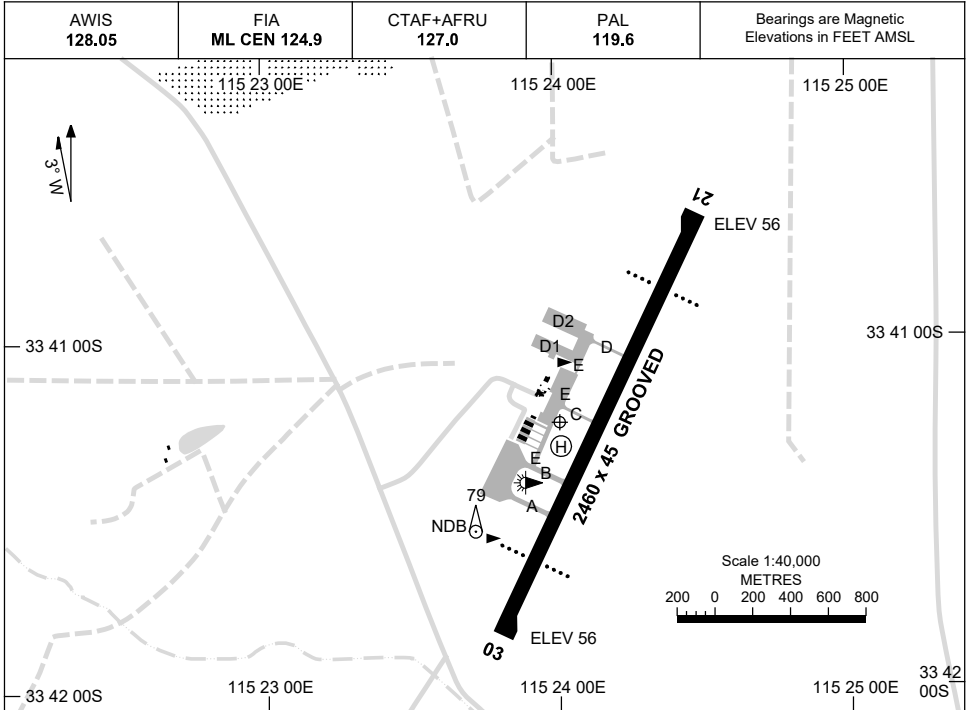 AWIS
128.05
FIA
ML CEN 124.9
CTAF+AFRU
127.0
PAL
119.6
Bearings are Magnetic
Elevations in FEET AMSL
115 23 00E
115 24 00E
115 25 00E
3° W
21
ELEV 56
D2
33 41 00S
D1
D
33 41 00S
E
E
C
H
2460 x 45 GROOVED
E
B
79
A
NDB
Scale 1:40,000
METRES
200 0 200 400 600 800
03
ELEV 56
33 42 00S
115 23 00E
115 24 00E
115 25 00E
33 42
00S